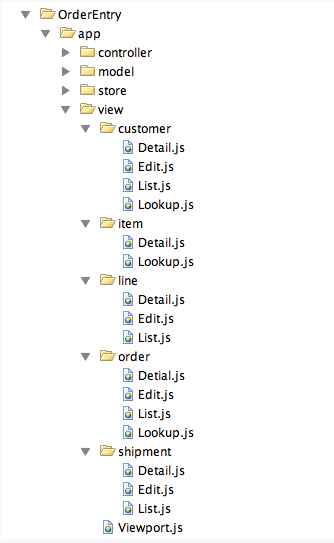 OrderEntry
app
controller
model
store
view
customer
Detail.js
Edit.js
List.js
Lookup.js
item
Detail.js
Lookup.js
line
Detail.js
Edit.js
List.js
order
Detial.js
Edit.js
List.js
Lookup.js
shipment
Detail.js
Edit.js
List.js
Viewport.js